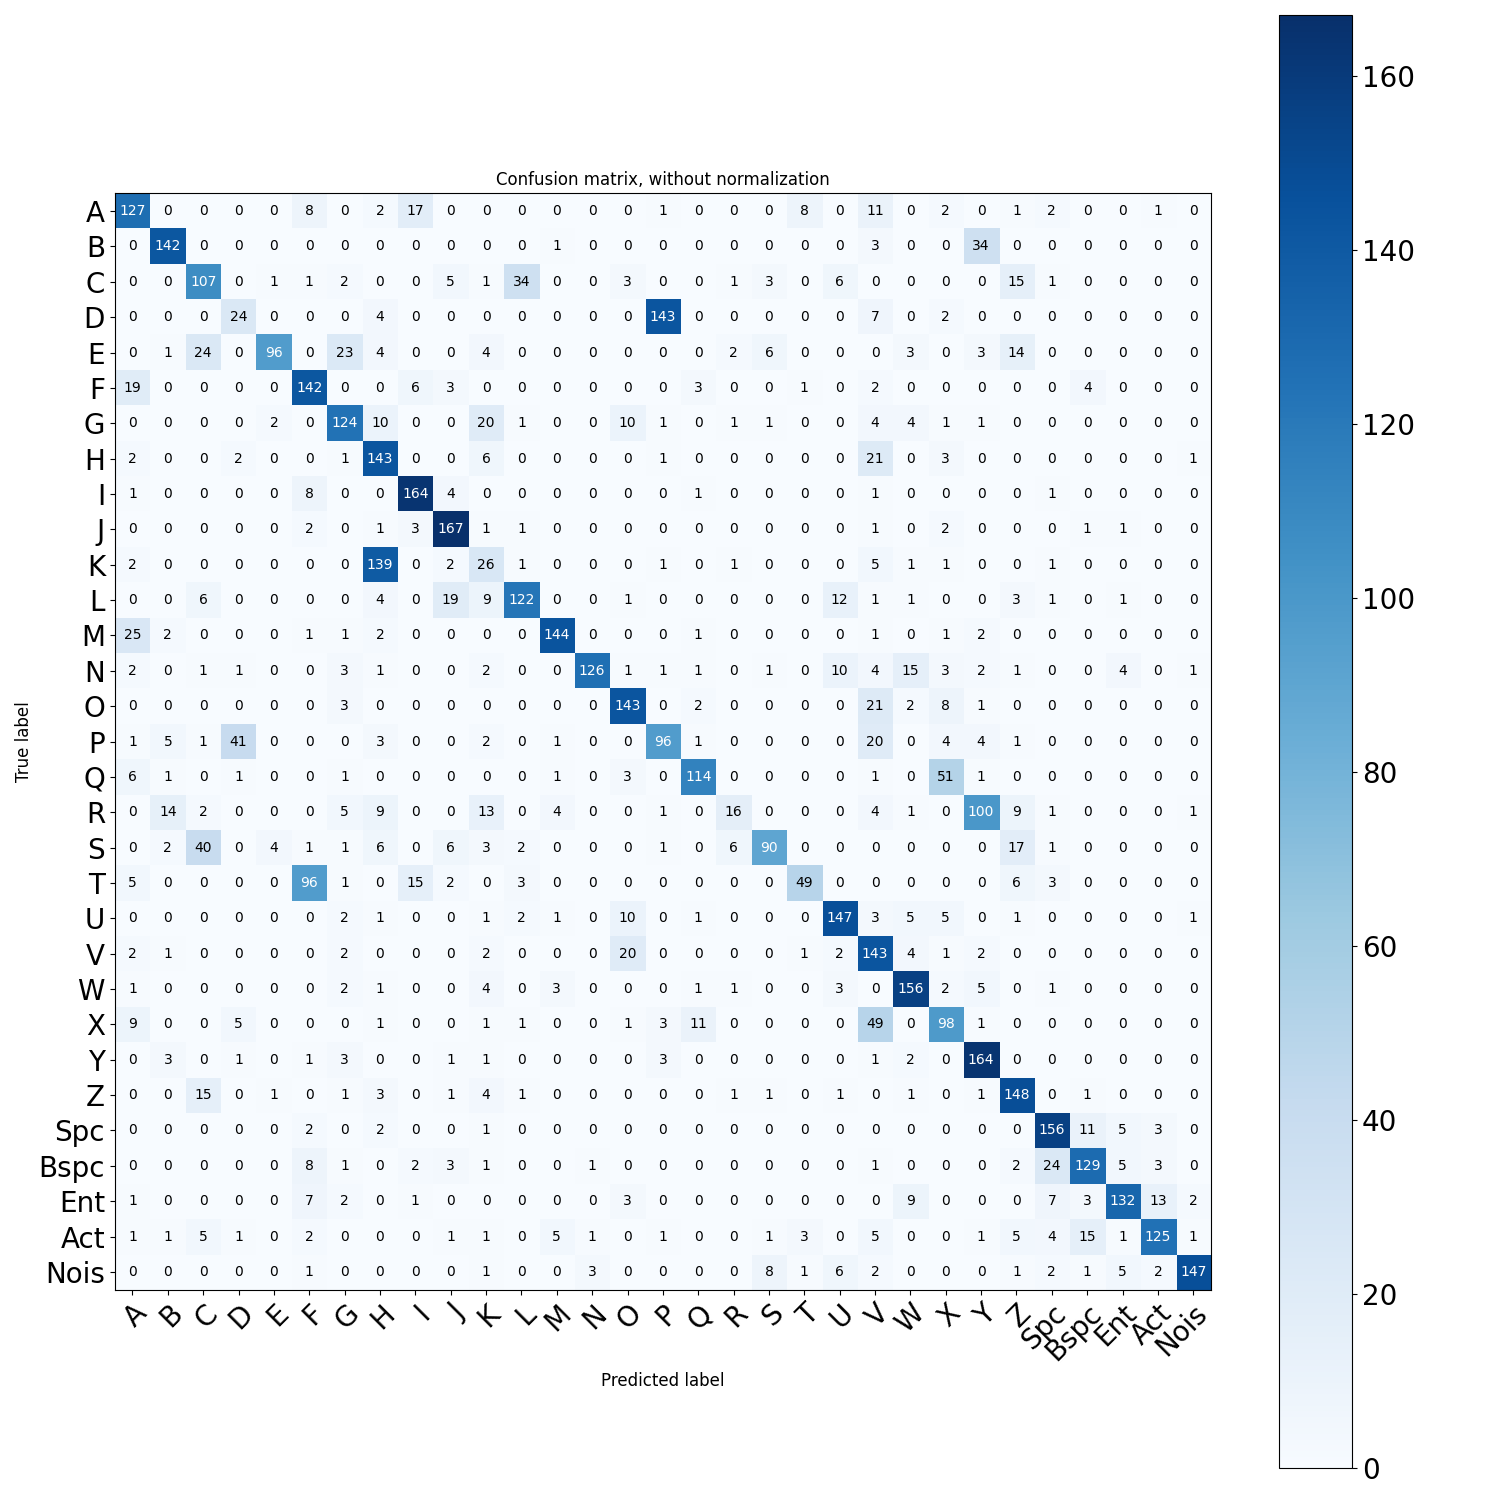 Confusion matrix, without normalization
A 127 0 0 0 0 8 0 2 17 0 0 0 0 0 0 1 0 0 0 8 0 11 0 2 0 1 2 0 0 1 0
B 0 142 0 0 0 0 0 0 0 0 0 0 1 0 0 0 0 0 0 0 0 3 0 0 34 0 0 0 0 0 0
C 0 0 107 0 1 1 2 0 0 5 1 34 0 0 3 0 0 1 3 0 6 0 0 0 0 15 1 0 0 0 0
D 0 0 0 24 0 0 0 4 0 0 0 0 0 0 0 143 0 0 0 0 0 7 0 2 0 0 0 0 0 0 0
E 0 1 24 0 96 0 23 4 0 0 4 0 0 0 0 0 0 2 6 0 0 0 3 0 3 14 0 0 0 0 0
F 19 0 0 0 0 142 0 0 6 3 0 0 0 0 0 0 3 0 0 1 0 2 0 0 0 0 0 4 0 0 0
G 0 0 0 0 2 0 124 10 0 0 20 1 0 0 10 1 0 1 1 0 0 4 4 1 1 0 0 0 0 0 0
H 2 0 0 2 0 0 1 143 0 0 6 0 0 0 0 1 0 0 0 0 0 21 0 3 0 0 0 0 0 0 1
I 1 0 0 0 0 8 0 0 164 4 0 0 0 0 0 0 1 0 0 0 0 1 0 0 0 0 1 0 0 0 0
J 0 0 0 0 0 2 0 1 3 167 1 1 0 0 0 0 0 0 0 0 0 1 0 2 0 0 0 1 1 0 0
K 2 0 0 0 0 0 0 139 0 2 26 1 0 0 0 1 0 1 0 0 0 5 1 1 0 0 1 0 0 0 0
L 0 0 6 0 0 0 0 4 0 19 9 122 0 0 1 0 0 0 0 0 12 1 1 0 0 3 1 0 1 0 0
M 25 2 0 0 0 1 1 2 0 0 0 0 144 0 0 0 1 0 0 0 0 1 0 1 2 0 0 0 0 0 0
N 2 0 1 1 0 0 3 1 0 0 2 0 0 126 1 1 1 0 1 0 10 4 15 3 2 1 0 0 4 0 1
O 0 0 0 0 0 0 3 0 0 0 0 0 0 0 143 0 2 0 0 0 0 21 2 8 1 0 0 0 0 0 0
P 1 5 1 41 0 0 0 3 0 0 2 0 1 0 0 96 1 0 0 0 0 20 0 4 4 1 0 0 0 0 0
Q 6 1 0 1 0 0 1 0 0 0 0 0 1 0 3 0 114 0 0 0 0 1 0 51 1 0 0 0 0 0 0
R 0 14 2 0 0 0 5 9 0 0 13 0 4 0 0 1 0 16 0 0 0 4 1 0 100 9 1 0 0 0 1
S 0 2 40 0 4 1 1 6 0 6 3 2 0 0 0 1 0 6 90 0 0 0 0 0 0 17 1 0 0 0 0
T 5 0 0 0 0 96 1 0 15 2 0 3 0 0 0 0 0 0 0 49 0 0 0 0 0 6 3 0 0 0 0
U 0 0 0 0 0 0 2 1 0 0 1 2 1 0 10 0 1 0 0 0 147 3 5 5 0 1 0 0 0 0 1
V 2 1 0 0 0 0 2 0 0 0 2 0 0 0 20 0 0 0 0 1 2 143 4 1 2 0 0 0 0 0 0
W 1 0 0 0 0 0 2 1 0 0 4 0 3 0 0 0 1 1 0 0 3 0 156 2 5 0 1 0 0 0 0
X 9 0 0 5 0 0 0 1 0 0 1 1 0 0 1 3 11 0 0 0 0 49 0 98 1 0 0 0 0 0 0
Y 0 3 0 1 0 1 3 0 0 1 1 0 0 0 0 3 0 0 0 0 0 1 2 0 164 0 0 0 0 0 0
Z 0 0 15 0 1 0 1 3 0 1 4 1 0 0 0 0 0 1 1 0 1 0 1 0 1 148 0 1 0 0 0
Spc 0 0 0 0 0 2 0 2 0 0 1 0 0 0 0 0 0 0 0 0 0 0 0 0 0 0 156 11 5 3 0
Bspc 0 0 0 0 0 8 1 0 2 3 1 0 0 1 0 0 0 0 0 0 0 1 0 0 0 2 24 129 5 3 0
Ent 1 0 0 0 0 7 2 0 1 0 0 0 0 0 3 0 0 0 0 0 0 0 9 0 0 0 7 3 132 13 2
Act 1 1 5 1 0 2 0 0 0 1 1 0 5 1 0 1 0 0 1 3 0 5 0 0 1 5 4 15 1 125 1
Nois 0 0 0 0 0 1 0 0 0 0 1 0 0 3 0 0 0 0 8 1 6 2 0 0 0 1 2 1 5 2 147
A B C D E F G H I J K L M N O P Q R S T U V W X Y Z Spc Bspc Ent Act Nois
Predicted label
True label
160
140
120
100
80
60
40
20
0